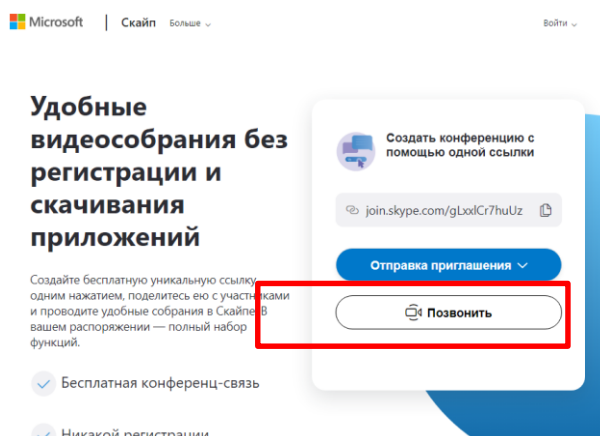 Microsoft
Скайп
Больше
Войти
Удобные
видеособрания без
регистрации и
скачивания
приложений
Создайте бесплатную уникальную ссылку
одним нажатием, поделитесь ею с участниками
и проводите удобные собрания в Скайпе. В
вашем распоряжении — полный набор
функций.
Бесплатная конференц-связь
Никакой регистрации
Создать конференцию с
помощью одной ссылки
join.skype.com/gLxxlCr7huUz
Отправка приглашения
Позвонить